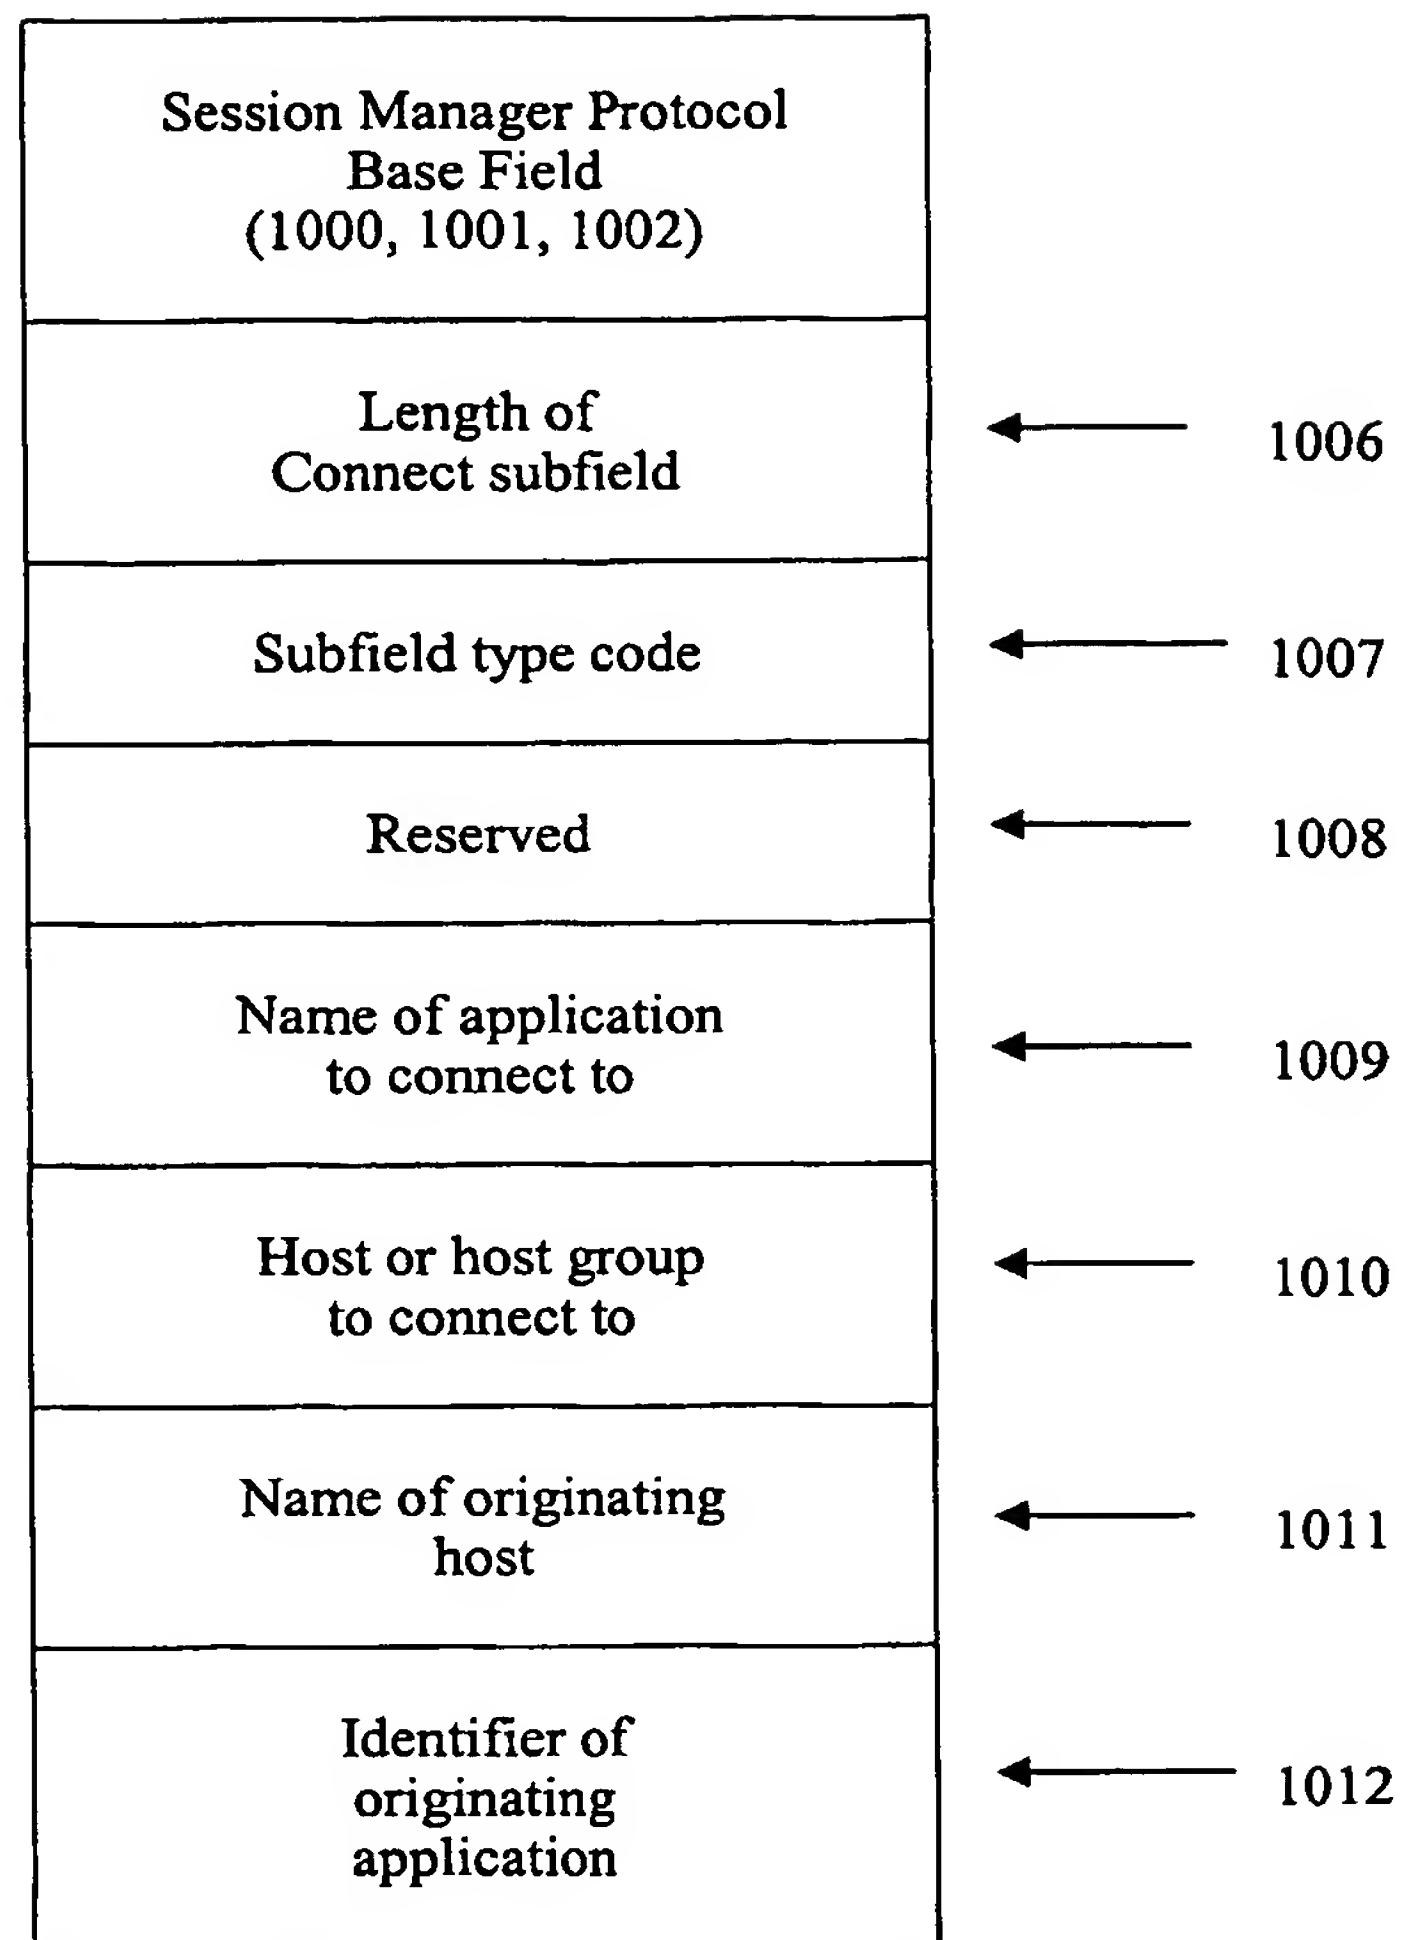 Session Manager Protocol
Base Field
(1000, 1001, 1002)
Length of
Connect subfield
1006
Subfield type code
1007
Reserved
1008
Name of application
to connect to
1009
Host or host group
to connect to
1010
Name of originating
host
1011
Identifier of
originating
application
1012